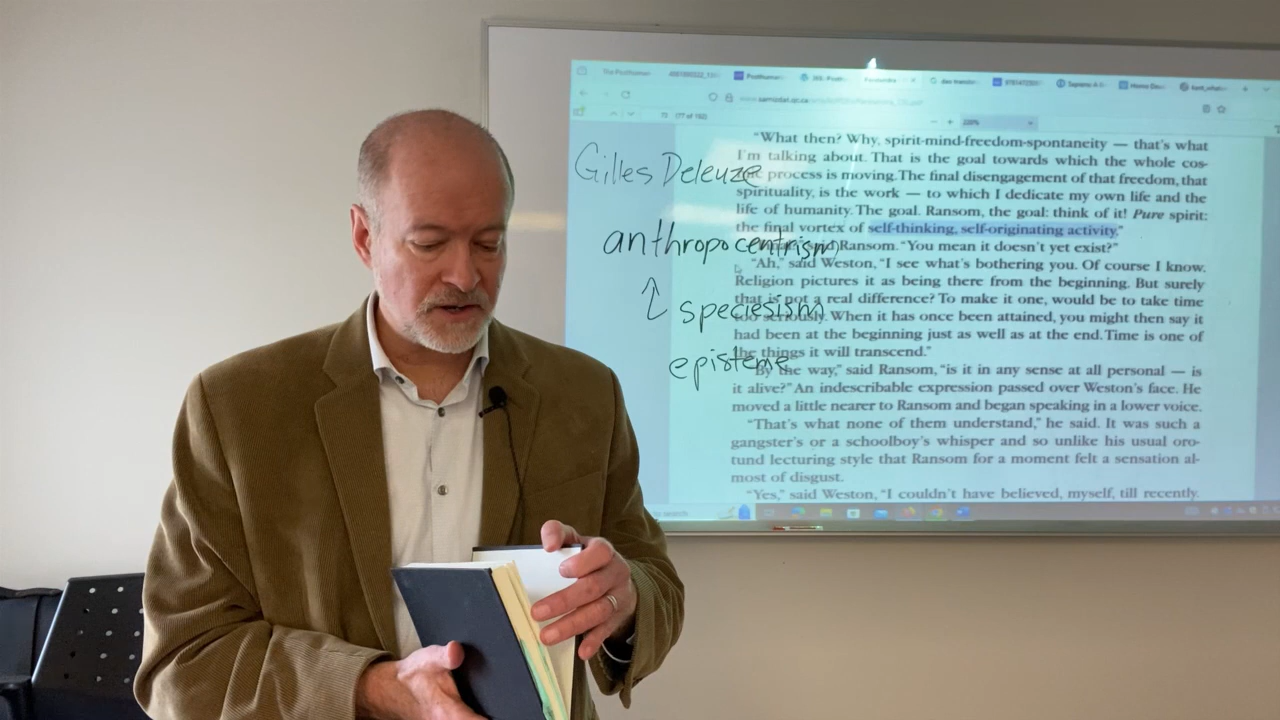 The Posthuman
Posthuman
"What then? Why, spirit-mind-freedom-spontaneity — that's what
I'm talking about. That is the goal towards which the whole cos-
process is moving. The final disengagement of that freedom, that
spirituality, is the work — to which I dedicate my own life and the
life of humanity. The goal. Ransom, the goal: think of it! Pure spirit:
the final vortex of self-thinking, self-originating activity."
said Ransom. "You mean it doesn't yet exist?"
"Ah," said Weston, "I see what's bothering you. Of course I know.
Religion pictures it as being there from the beginning. But surely
that is not a real difference? To make it one, would be to take time
too seriously. When it has once been attained, you might then say it
had been at the beginning just as well as at the end. Time is one of
the things it will transcend."
"By the way," said Ransom, "is it in any sense at all personal — is
it alive?" An indescribable expression passed over Weston's face. He
moved a little nearer to Ransom and began speaking in a lower voice.
"That's what none of them understand," he said. It was such a
gangster's or a schoolboy's whisper and so unlike his usual oro-
tund lecturing style that Ransom for a moment felt a sensation al-
most of disgust.
"Yes," said Weston, "I couldn't have believed, myself, till recently.
Gilles Deleuze
anthropocentrism
speciesism
episteme